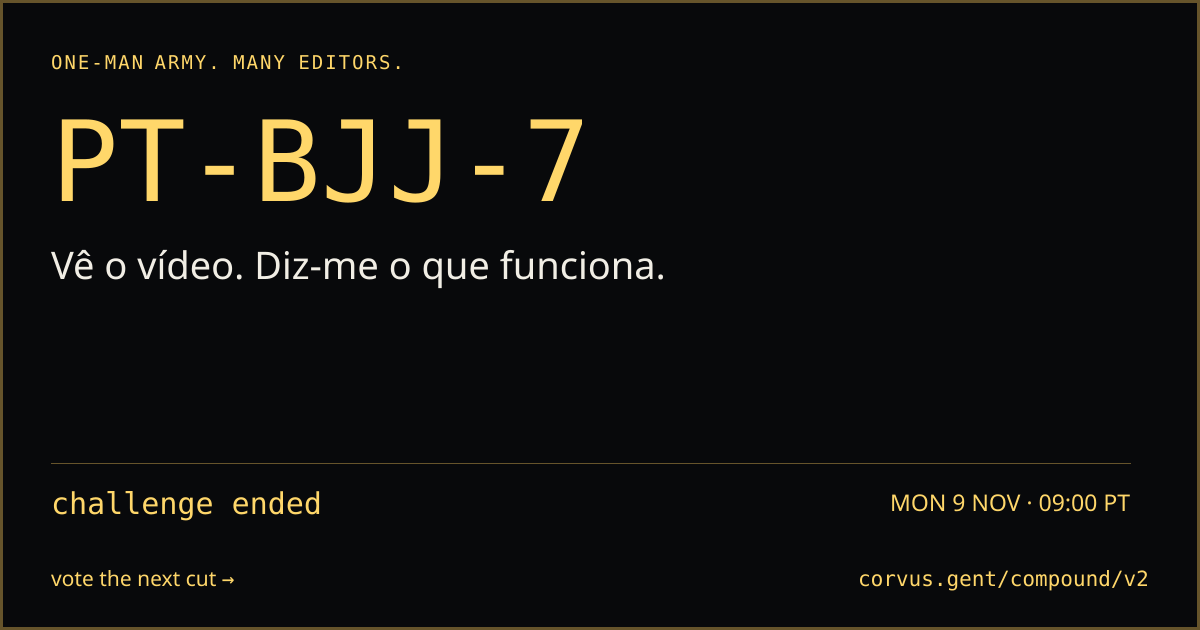 ONE-MAN ARMY. MANY EDITORS.
PT-BJJ-7
Vê o vídeo. Diz-me o que funciona.
challenge ended
MON 9 NOV · 09:00 PT
vote the next cut →
corvus.gent/compound/v2